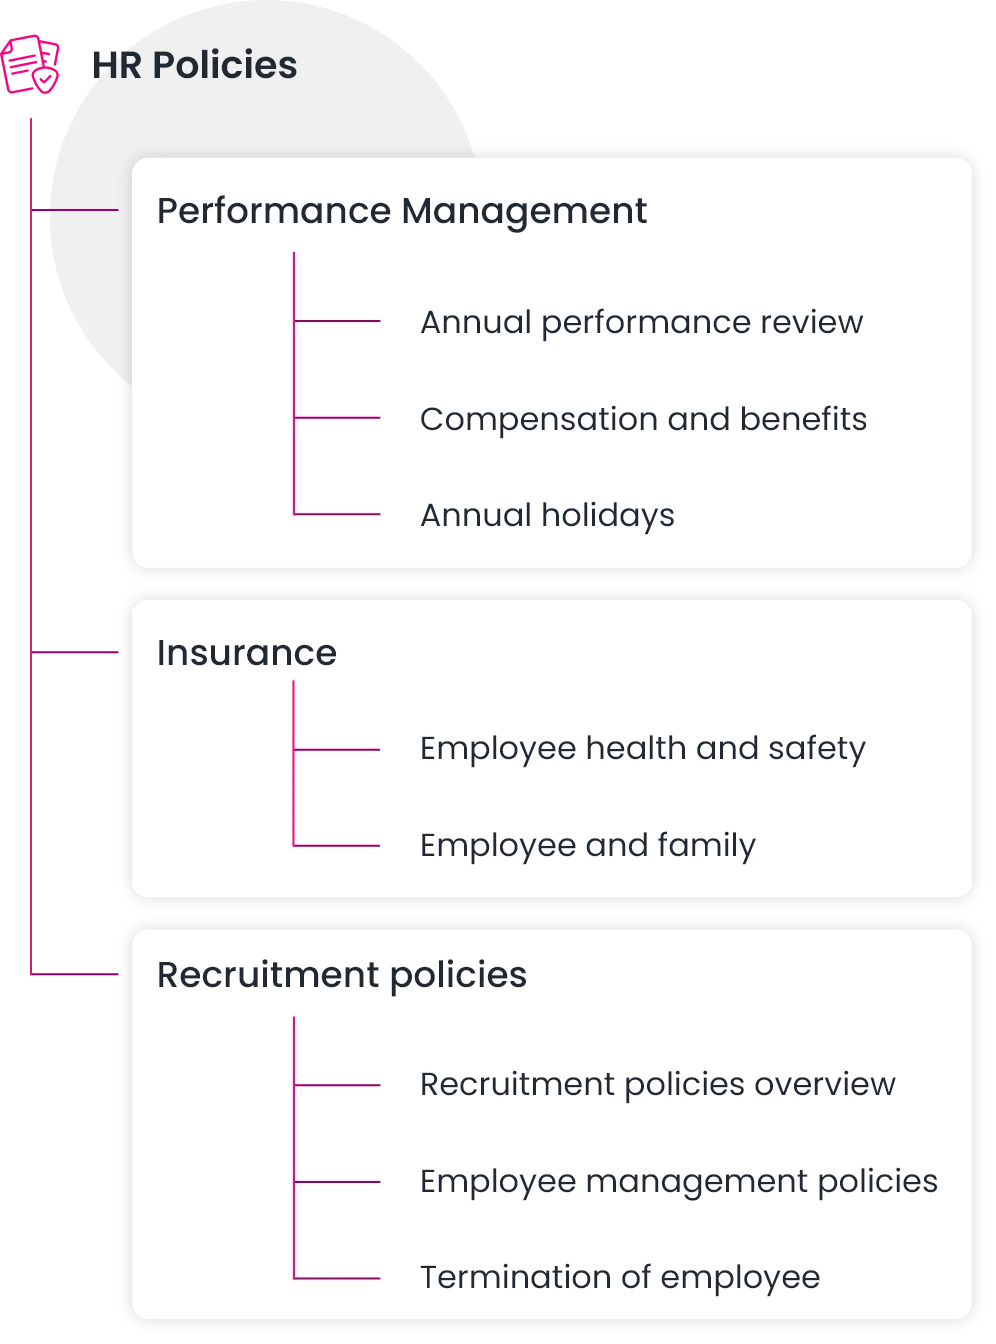 HR Policies
Performance Management
Annual performance review
Compensation and benefits
Annual holidays
Insurance
Employee health and safety
Employee and family
Recruitment policies
Recruitment policies overview
Employee management policies
Termination of employee